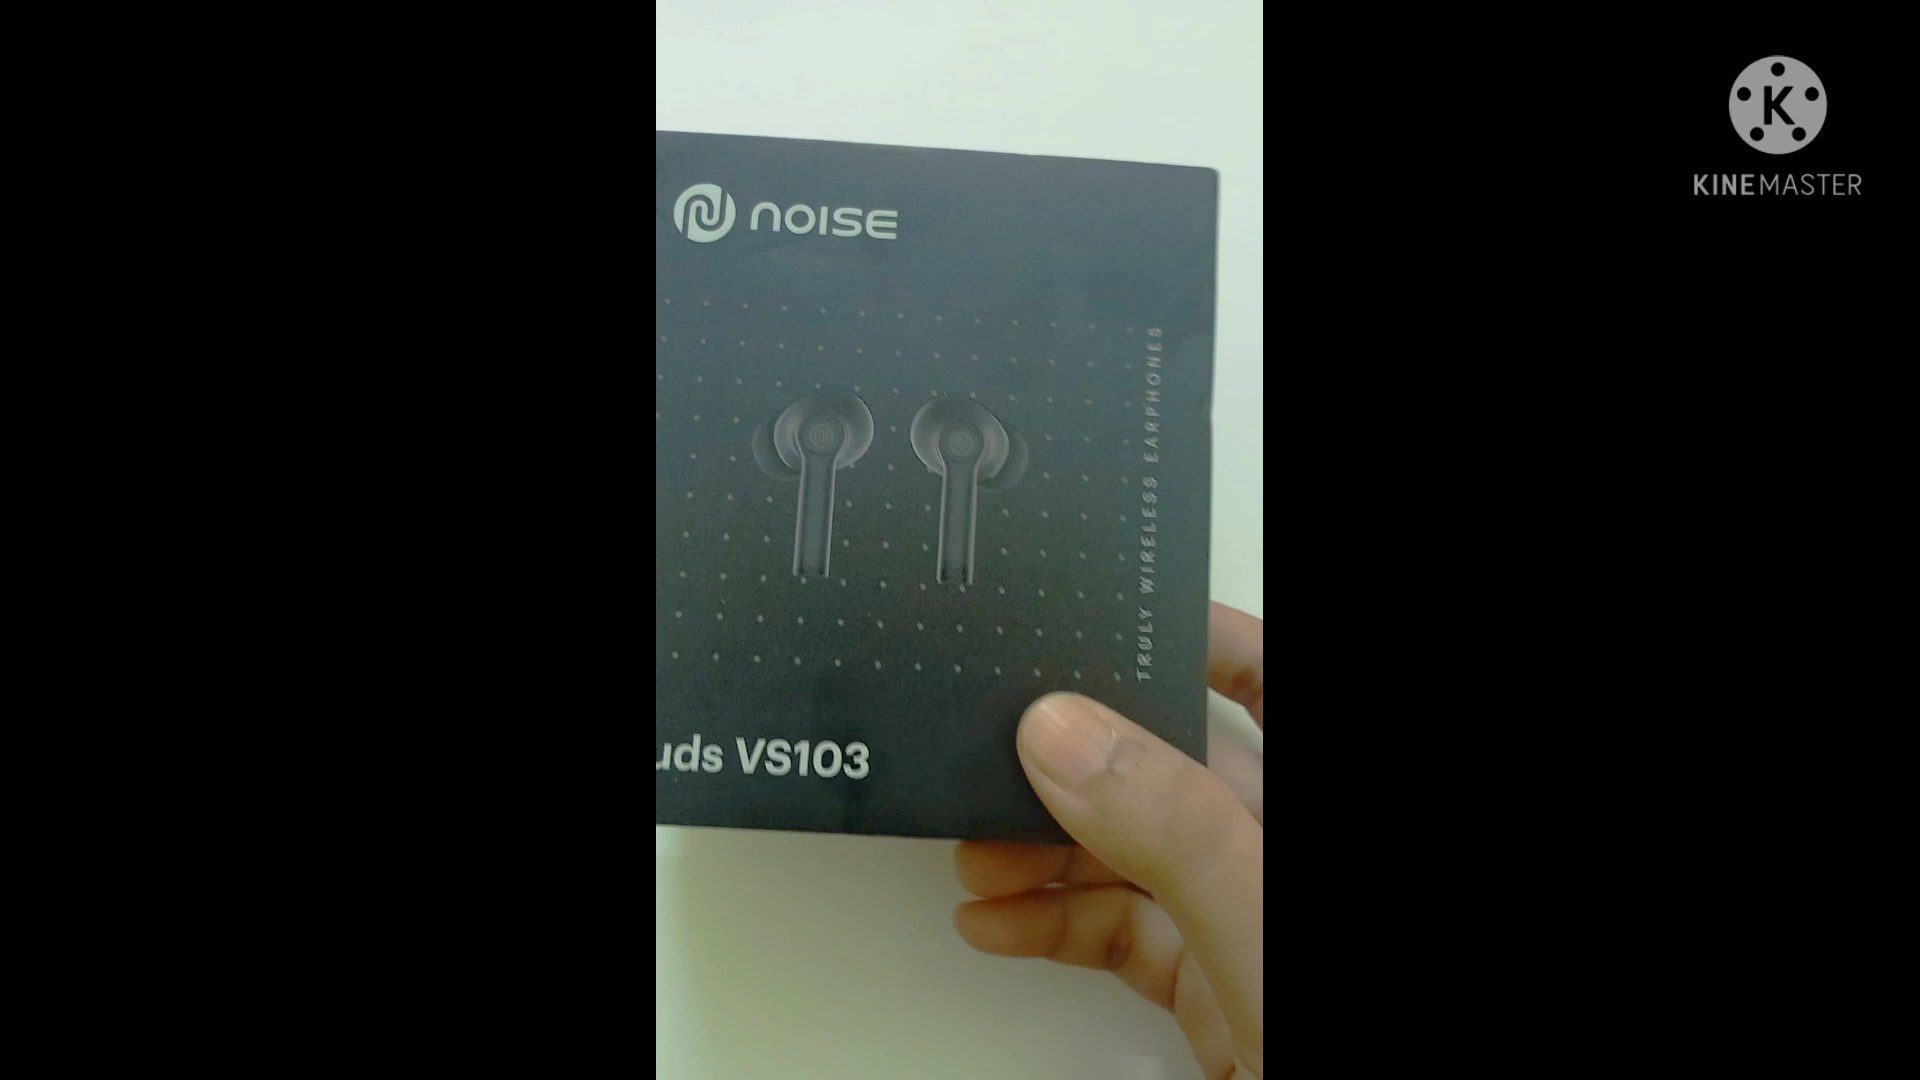 NOISE
TRULY WIRELESS EARPHONES
uds VS103
K
KINEMASTER